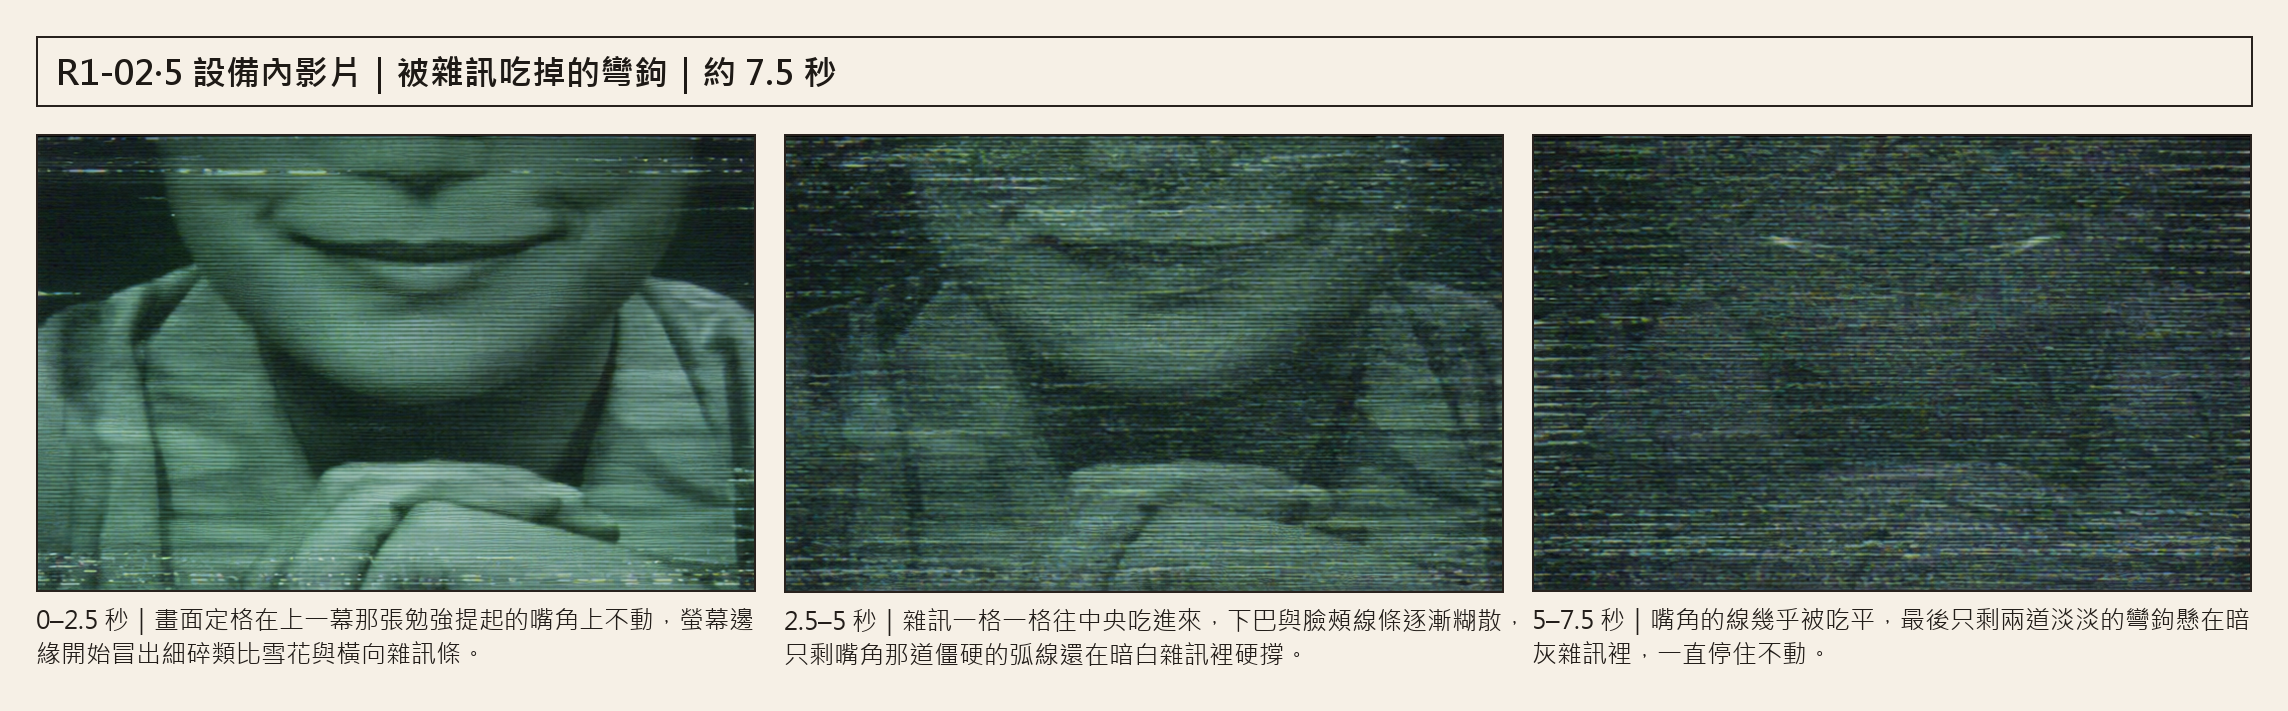 R1-02·5 設備內影片｜被雜訊吃掉的彎鉤｜約 7.5 秒
0–2.5 秒｜畫面定格在上一幕那張勉強提起的嘴角上不動，螢幕邊
緣開始冒出細碎類比雪花與橫向雜訊條。
2.5–5 秒｜雜訊一格一格往中央吃進來，下巴與臉頰線條逐漸糊散，
只剩嘴角那道僵硬的弧線還在暗白雜訊裡硬撐。
5–7.5 秒｜嘴角的線幾乎被吃平，最後只剩兩道淡淡的彎鉤懸在暗
灰雜訊裡，一直停住不動。